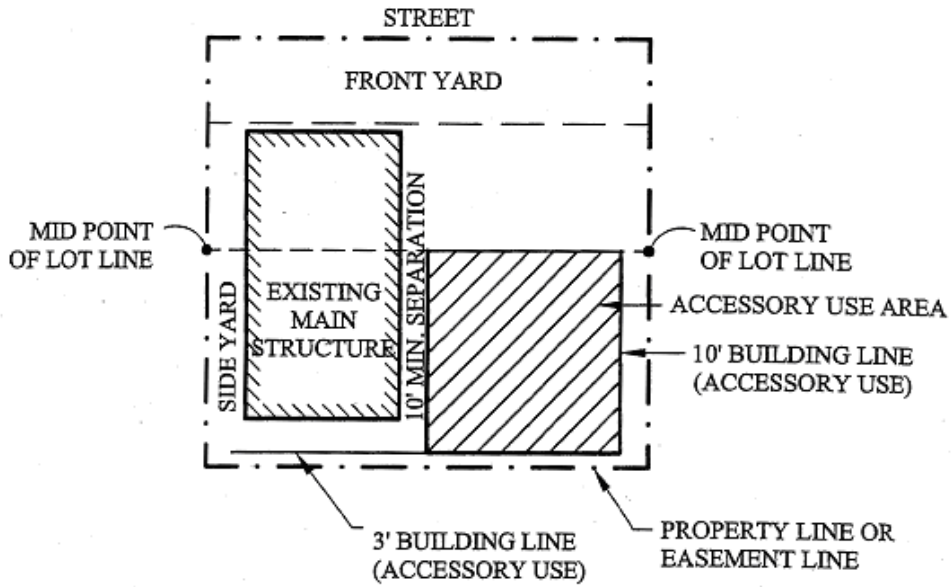 STREET
FRONT YARD
MID POINT
OF LOT LINE
SIDE YARD
EXISTING
MAIN
STRUCTURE
10' MIN. SEPARATION
MID POINT
OF LOT LINE
ACCESSORY USE AREA
10' BUILDING LINE
(ACCESSORY USE)
3' BUILDING LINE
(ACCESSORY USE)
PROPERTY LINE OR
EASEMENT LINE